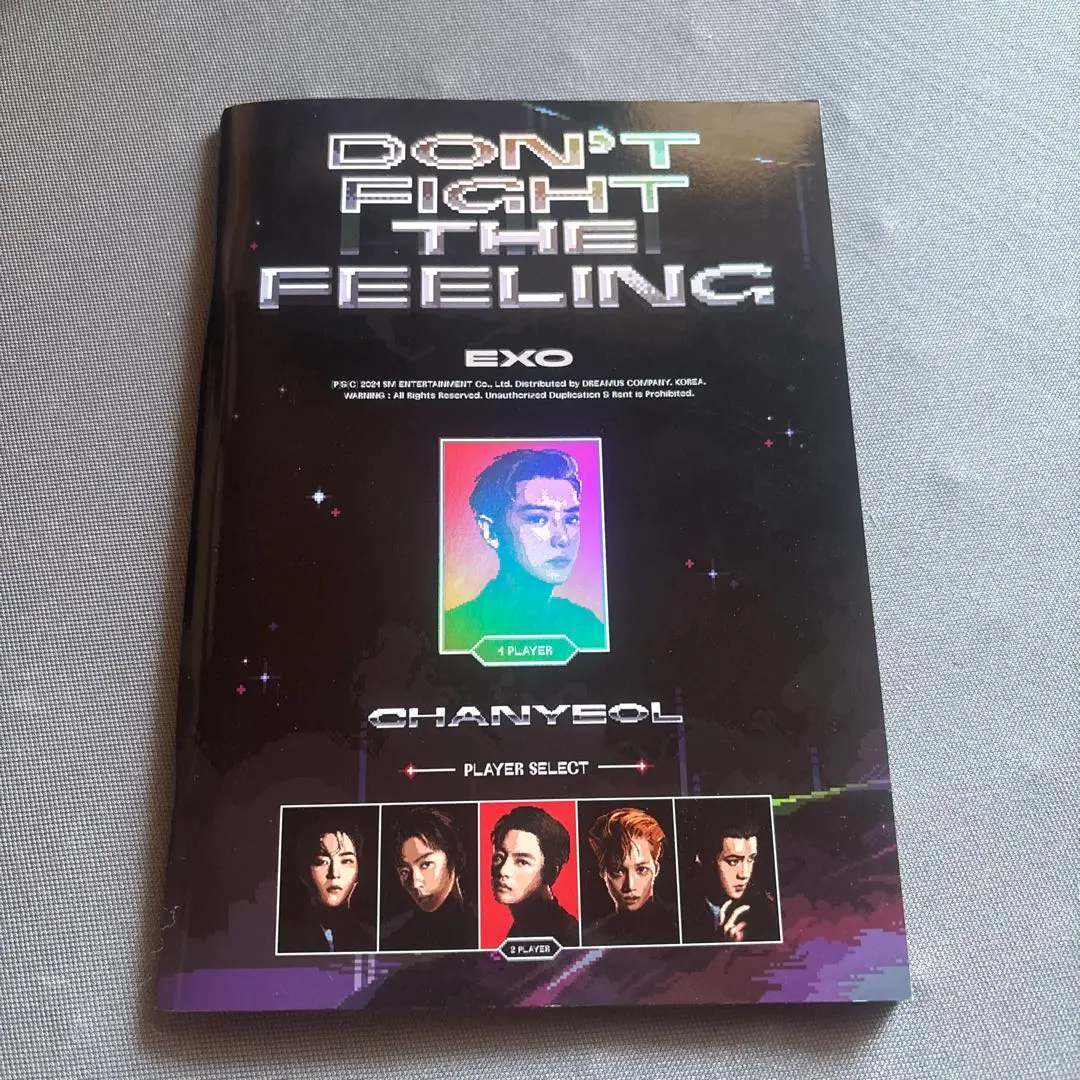 DON'T
FIGHT
THE
FEELING
EXO
(P)&(C) 2021 SM ENTERTAINMENT Co., Ltd. Distributed by DREAMUS COMPANY. KOREA.
WARNING : All Rights Reserved. Unauthorized Duplication & Rent is Prohibited.
1 PLAYER
CHANYEOL
PLAYER SELECT
2 PLAYER